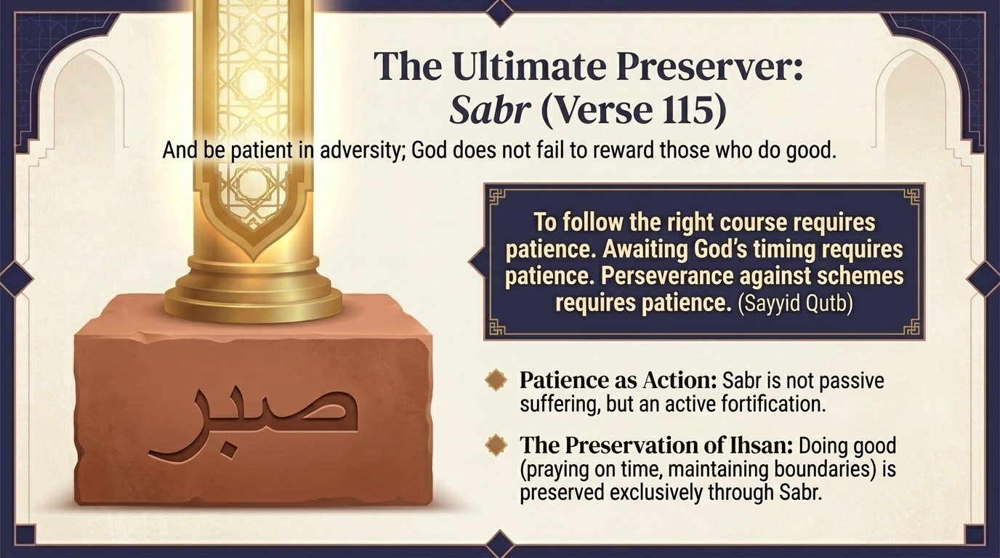 The Ultimate Preserver:
Sabr (Verse 115)
And be patient in adversity; God does not fail to reward those who do good.
To follow the right course requires
patience. Awaiting God’s timing requires
patience. Perseverance against schemes
requires patience. (Sayyid Qutb)
صبر
Patience as Action: Sabr is not passive
suffering, but an active fortification.
The Preservation of Ihsan: Doing good
(praying on time, maintaining boundaries) is
preserved exclusively through Sabr.